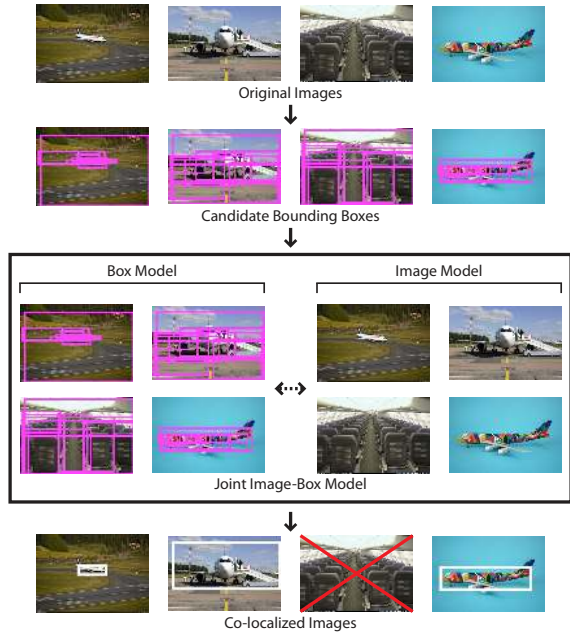 Original Images
Candidate Bounding Boxes
Box Model
Image Model
Joint Image-Box Model
Co-localized Images